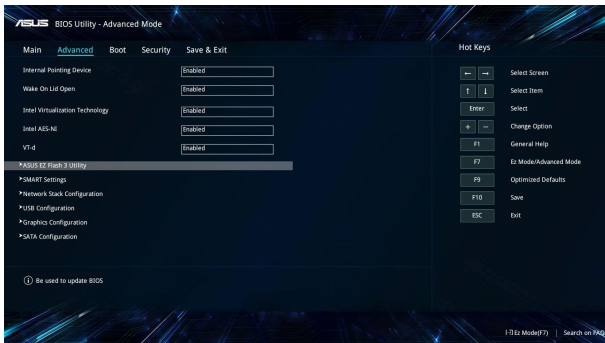 ASUS BIOS Utility - Advanced Mode
Main Advanced Boot Security Save & Exit
Internal Pointing Device Enabled
Wake On Lid Open Enabled
Intel Virtualization Technology Enabled
Intel AES-NI Enabled
VT-d Enabled
ASUS EZ Flash 3 Utility
SMART Settings
Network Stack Configuration
USB Configuration
Graphics Configuration
SATA Configuration
Be used to update BIOS
Hot Keys
← → Select Screen
↑ ↓ Select Item
Enter Select
+ − Change Option
F1 General Help
F7 Ez Mode/Advanced Mode
F9 Optimized Defaults
F10 Save
ESC Exit
Ez Mode(F7) | Search on FAQ